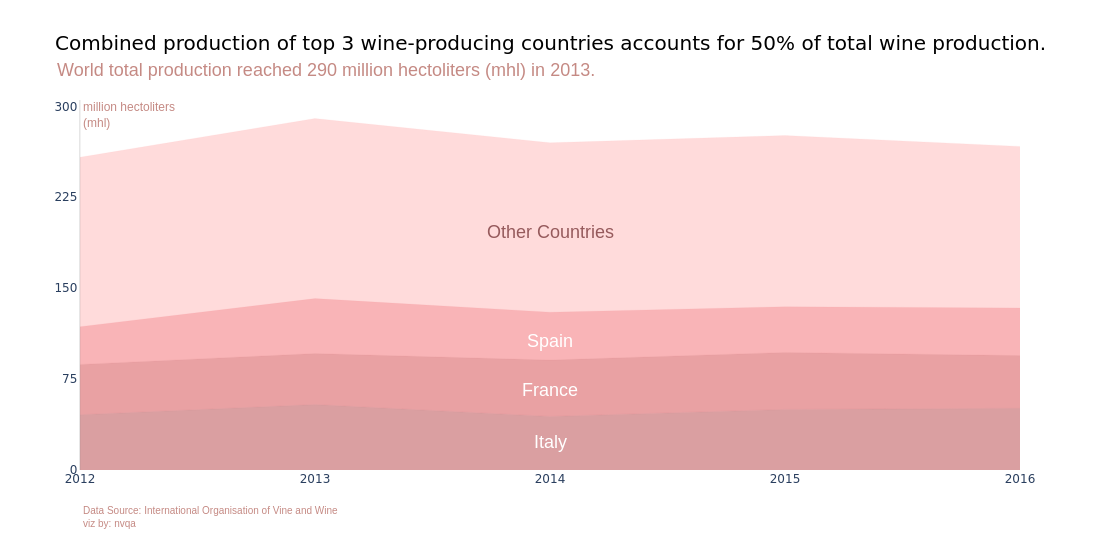 Combined production of top 3 wine-producing countries accounts for 50% of total wine production.
World total production reached 290 million hectoliters (mhl) in 2013.
300
million hectoliters
(mhl)
225
Other Countries
150
Spain
75
France
Italy
0
2012 2013 2014 2015 2016
Data Source: International Organisation of Vine and Wine
viz by: nvqa